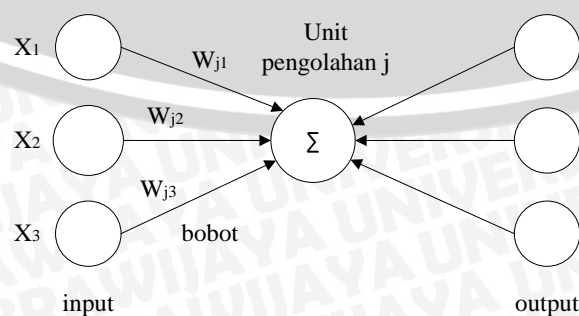 X1
Wj1
Unit
pengolahan j
X2
Wj2
Σ
X3
Wj3
bobot
input
output